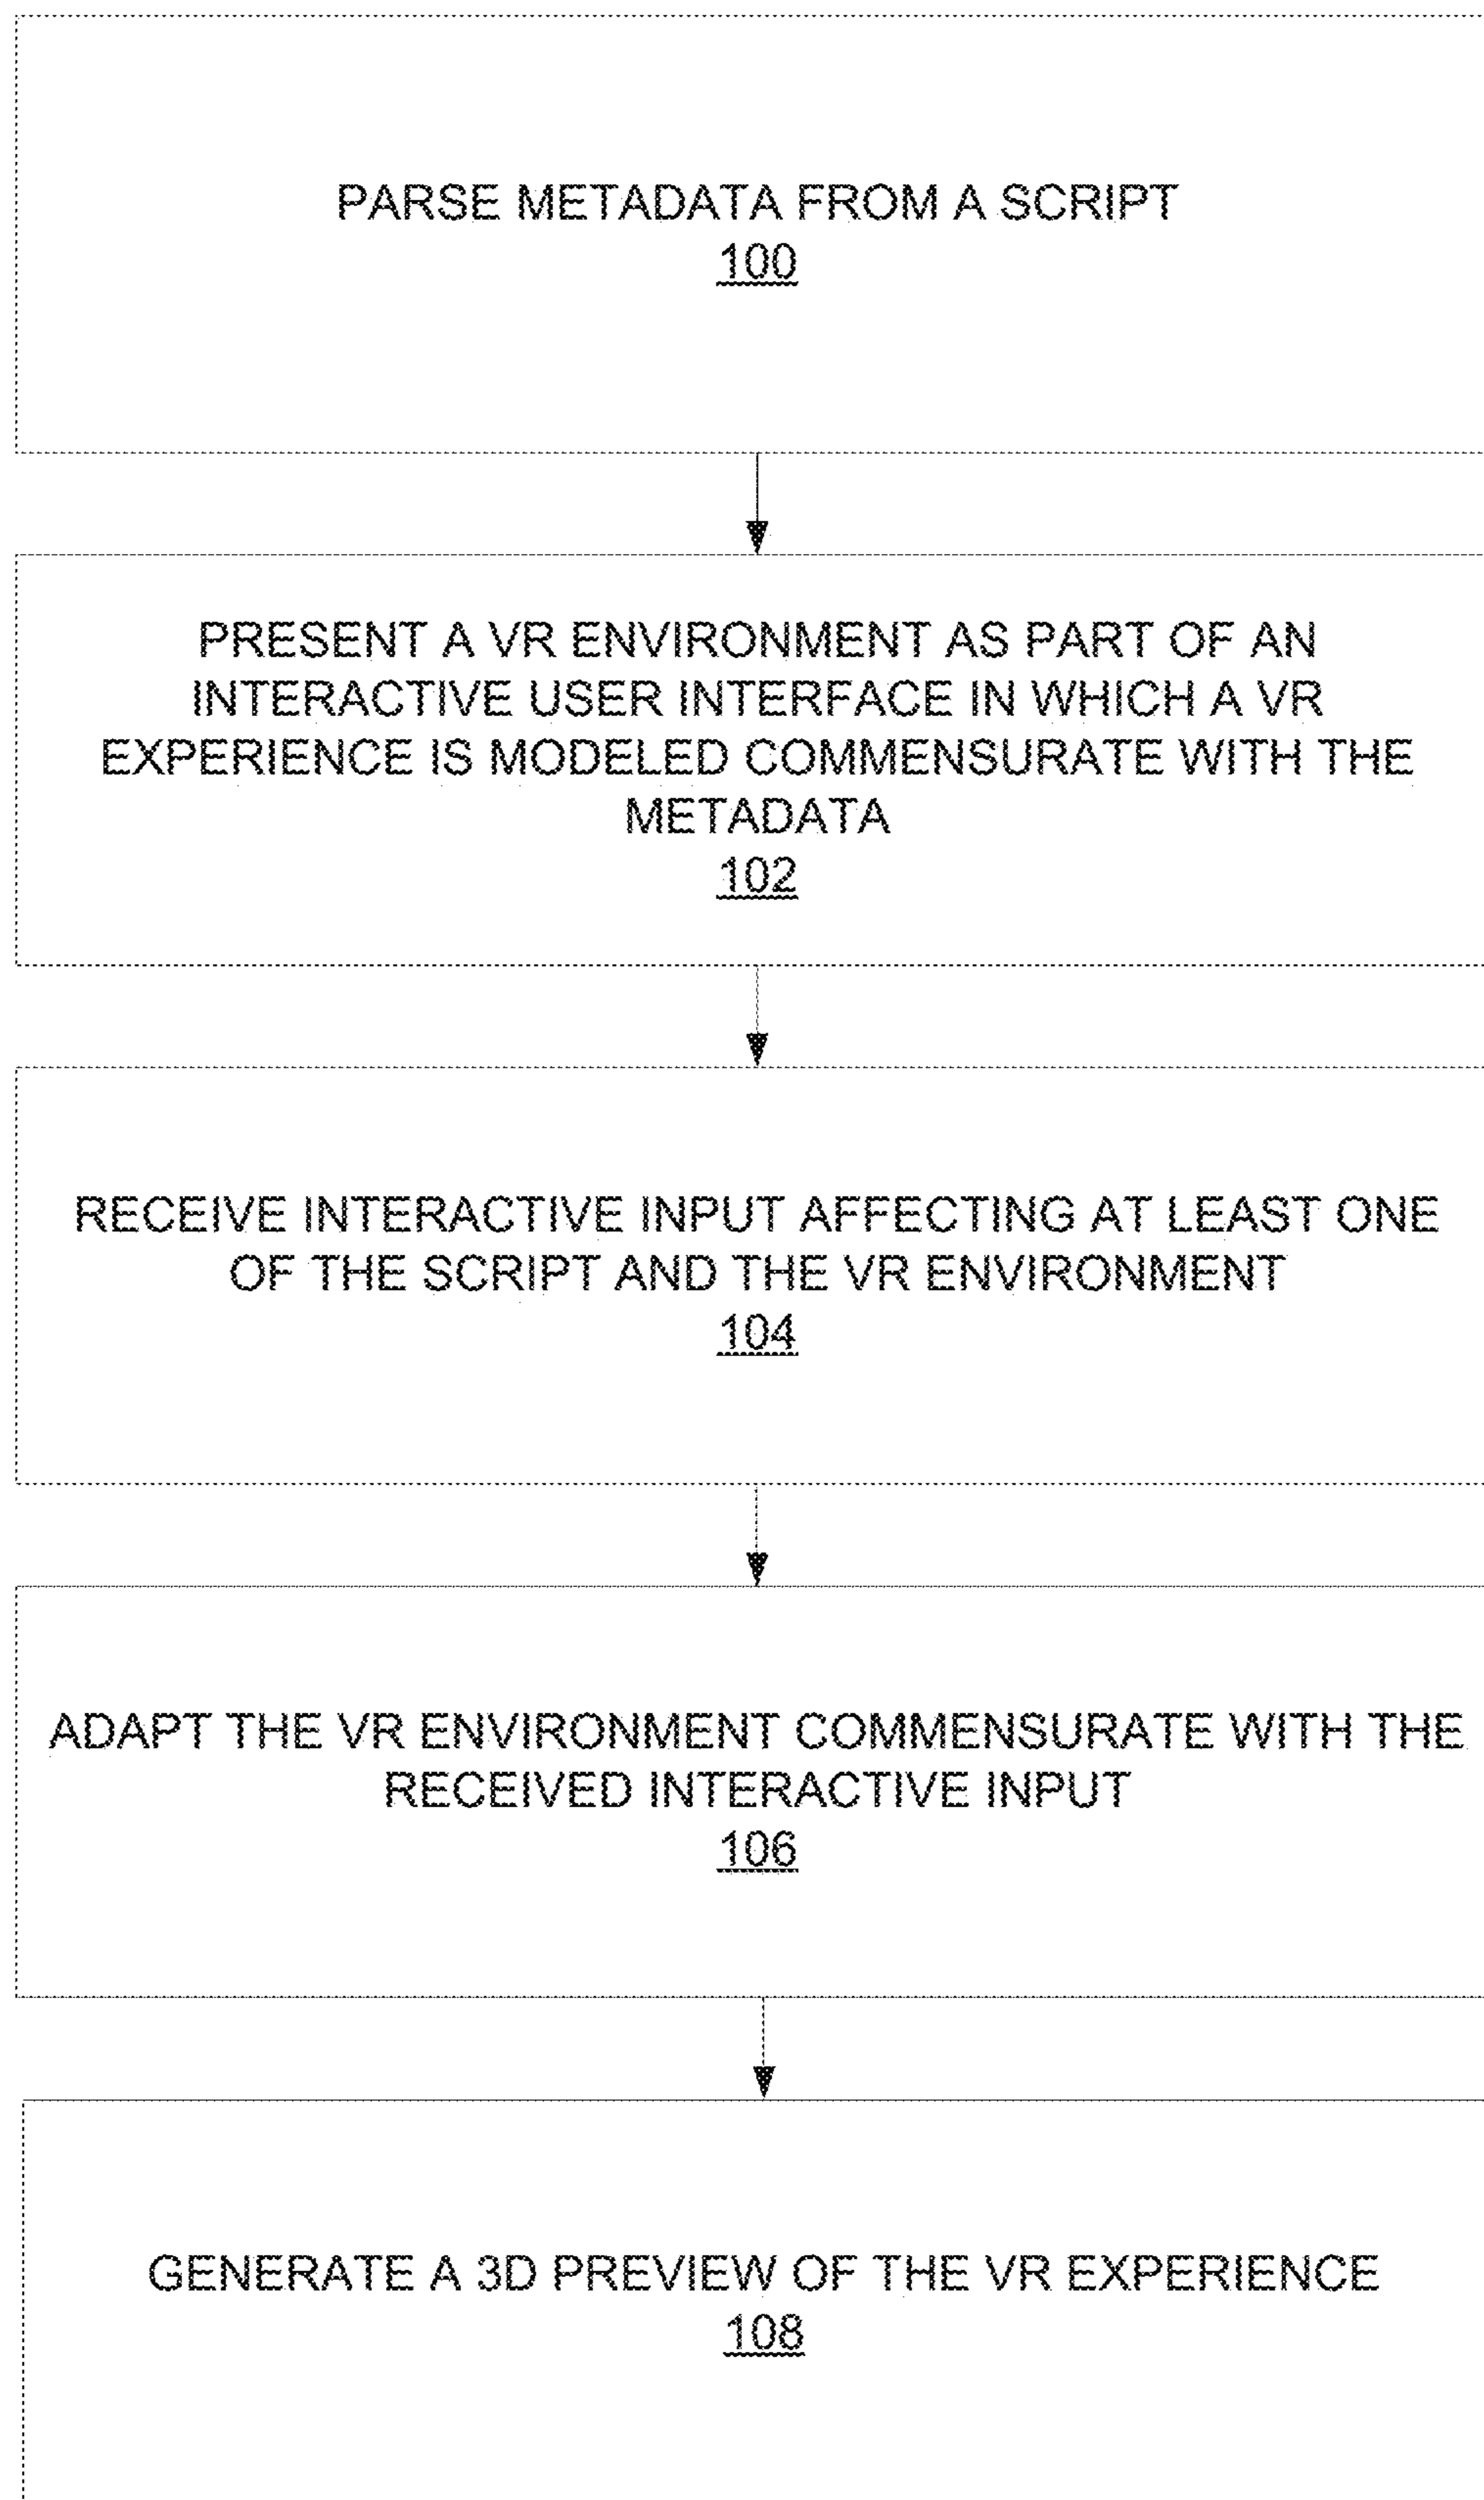 PARSE METADATA FROM A SCRIPT
100
PRESENT A VR ENVIRONMENT AS PART OF AN
INTERACTIVE USER INTERFACE IN WHICH A VR
EXPERIENCE IS MODELED COMMENSURATE WITH THE
METADATA
102
RECEIVE INTERACTIVE INPUT AFFECTING AT LEAST ONE
OF THE SCRIPT AND THE VR ENVIRONMENT
104
ADAPT THE VR ENVIRONMENT COMMENSURATE WITH THE
RECEIVED INTERACTIVE INPUT
106
GENERATE A 3D PREVIEW OF THE VR EXPERIENCE
108